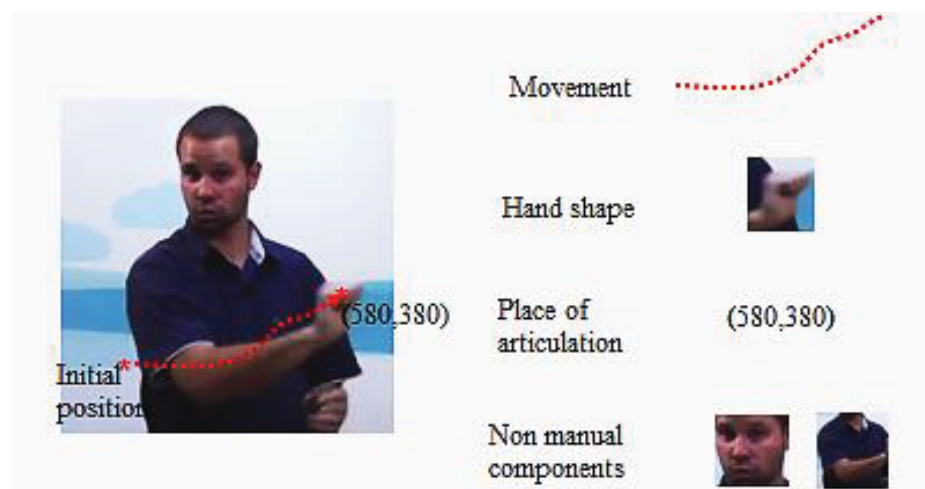 Movement
Hand shape
(580,380)
Place of
articulation
(580,380)
Initial
position
Non manual
components